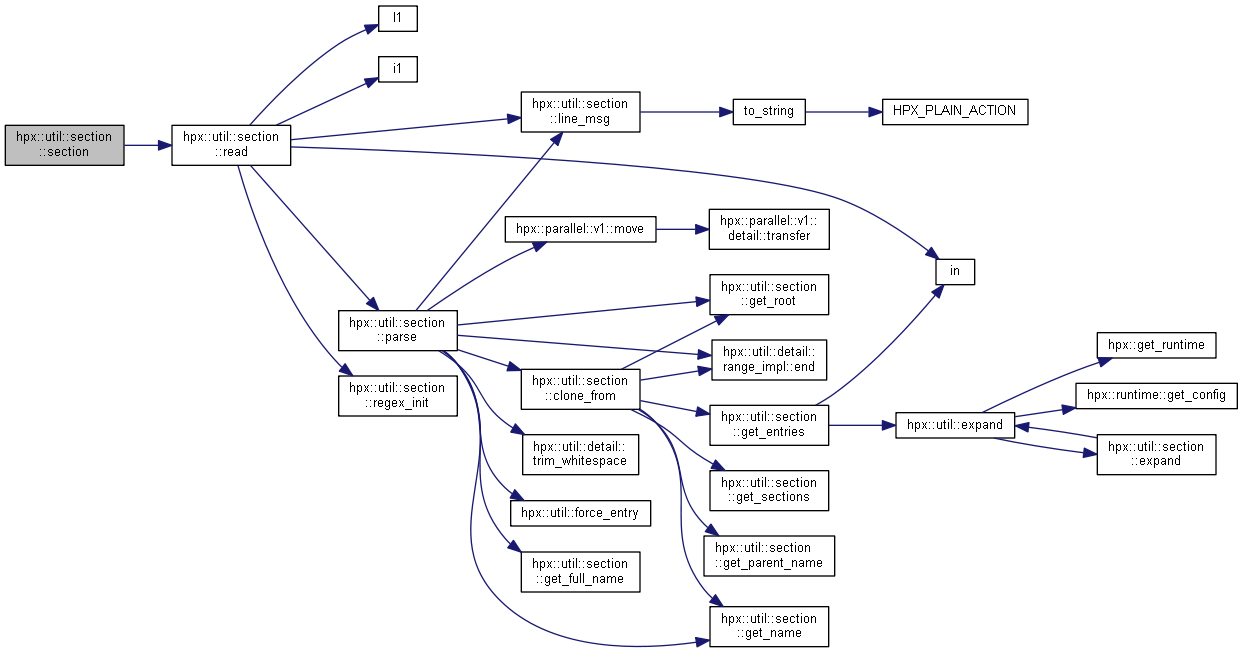 l1
i1
hpx::util::section
::section
hpx::util::section
::read
hpx::util::section
::line_msg
to_string
HPX_PLAIN_ACTION
hpx::parallel::v1::move
hpx::parallel::v1::
detail::transfer
in
hpx::util::section
::get_root
hpx::util::section
::parse
hpx::util::detail::
range_impl::end
hpx::get_runtime
hpx::util::section
::regex_init
hpx::util::section
::clone_from
hpx::runtime::get_config
hpx::util::section
::get_entries
hpx::util::expand
hpx::util::detail::
trim_whitespace
hpx::util::section
::expand
hpx::util::section
::get_sections
hpx::util::force_entry
hpx::util::section
::get_parent_name
hpx::util::section
::get_full_name
hpx::util::section
::get_name